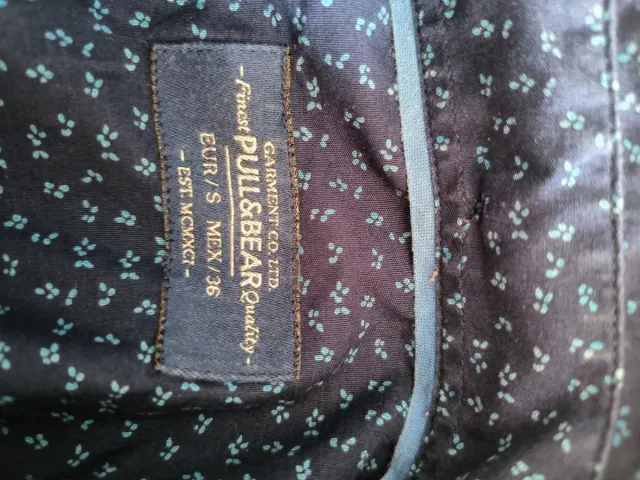 GARMENT CO. LTD.
-Finest PULL&BEAR Quality-
EUR/S MEX/36
- EST. MCMXCI -